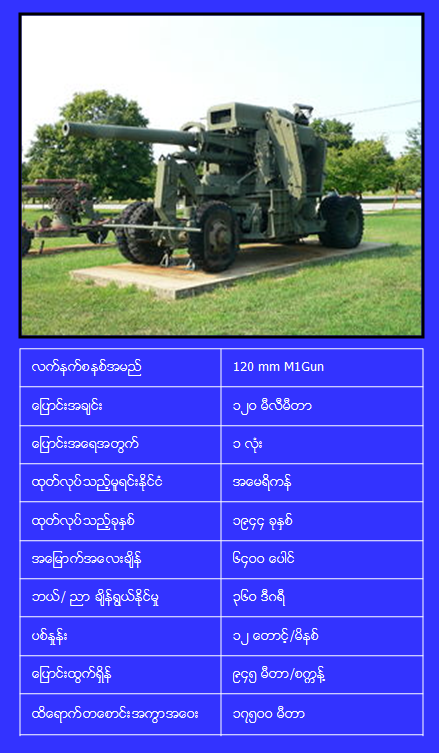 လက်နက်စနစ်အမည် 120 mm M1Gun
ပြောင်းအချင်း ၁၂၀ မီလီမီတာ
ပြောင်းအရေအတွက် ၁ လုံး
ထုတ်လုပ်သည့်မူရင်းနိုင်ငံ အမေရိကန်
ထုတ်လုပ်သည့်ခုနှစ် ၁၉၄၄ ခုနှစ်
အမြောက်အလေးချိန် ၆၄၀၀ ပေါင်
ဘယ်/ ညာ ချိန်ရွယ်နိုင်မှု ၃၆၀ ဒီဂရီ
ပစ်နှုန်း ၁၂ တောင့်/မိနစ်
ပြောင်းထွက်ရှိန် ၉၄၅ မီတာ/စက္ကန့်
ထိရောက်တစောင်းအကွာအဝေး ၁၇၅၀၀ မီတာ